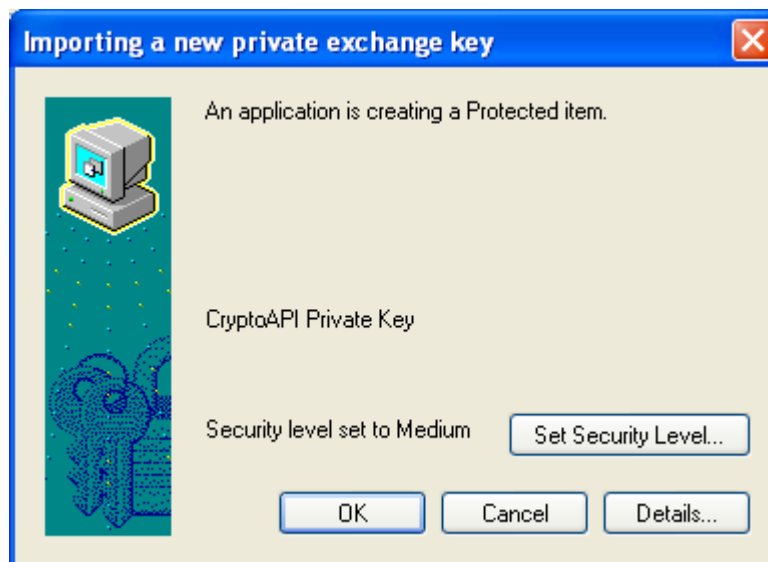 Importing a new private exchange key
An application is creating a Protected item.
CryptoAPI Private Key
Security level set to Medium
Set Security Level...
OK
Cancel
Details...